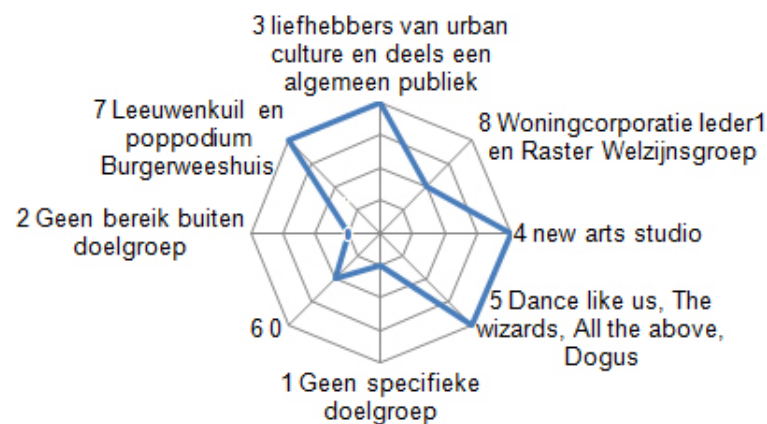 3 liefhebbers van urban
culture en deels een
algemeen publiek
8 Woningcorporatie Ieder1
en Raster Welzijnsgroep
4 new arts studio
5 Dance like us, The
wizards, All the above,
Dogus
1 Geen specifieke
doelgroep
6 0
2 Geen bereik buiten
doelgroep
7 Leeuwenkuil en
poppodium
Burgerweeshuis